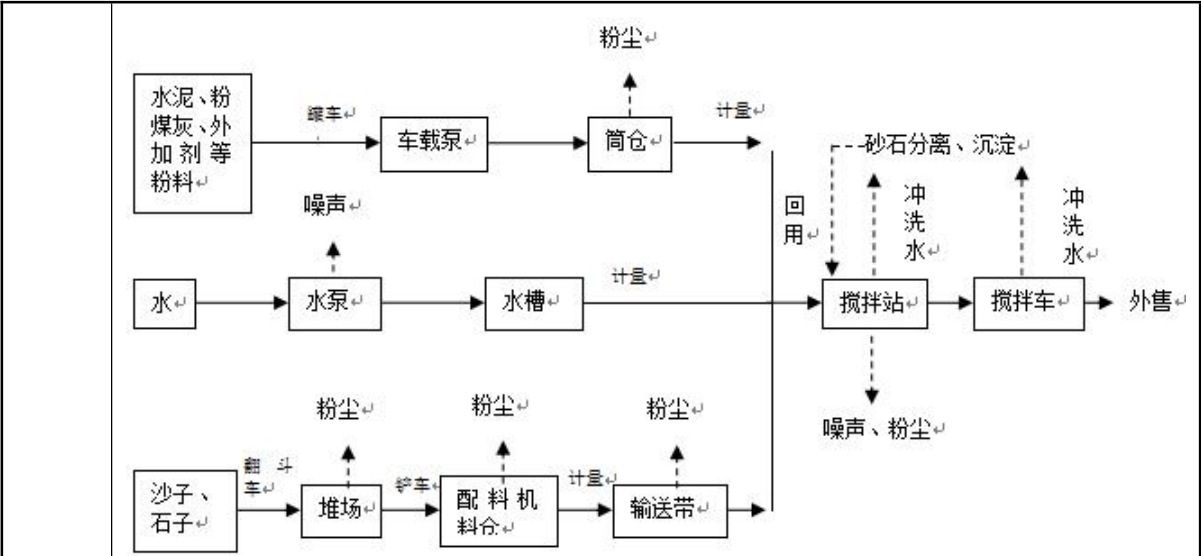 粉尘
水泥、粉
煤灰、外
加剂等
粉料
罐车
车载泵
筒仓
计量
砂石分离、沉淀
噪声
回
用
冲
洗
水
冲
洗
水
水
水泵
水槽
计量
搅拌站
搅拌车
外售
粉尘
粉尘
粉尘
噪声、粉尘
沙子、
石子
翻斗
车
堆场
铲车
配料机
料仓
计量
输送带